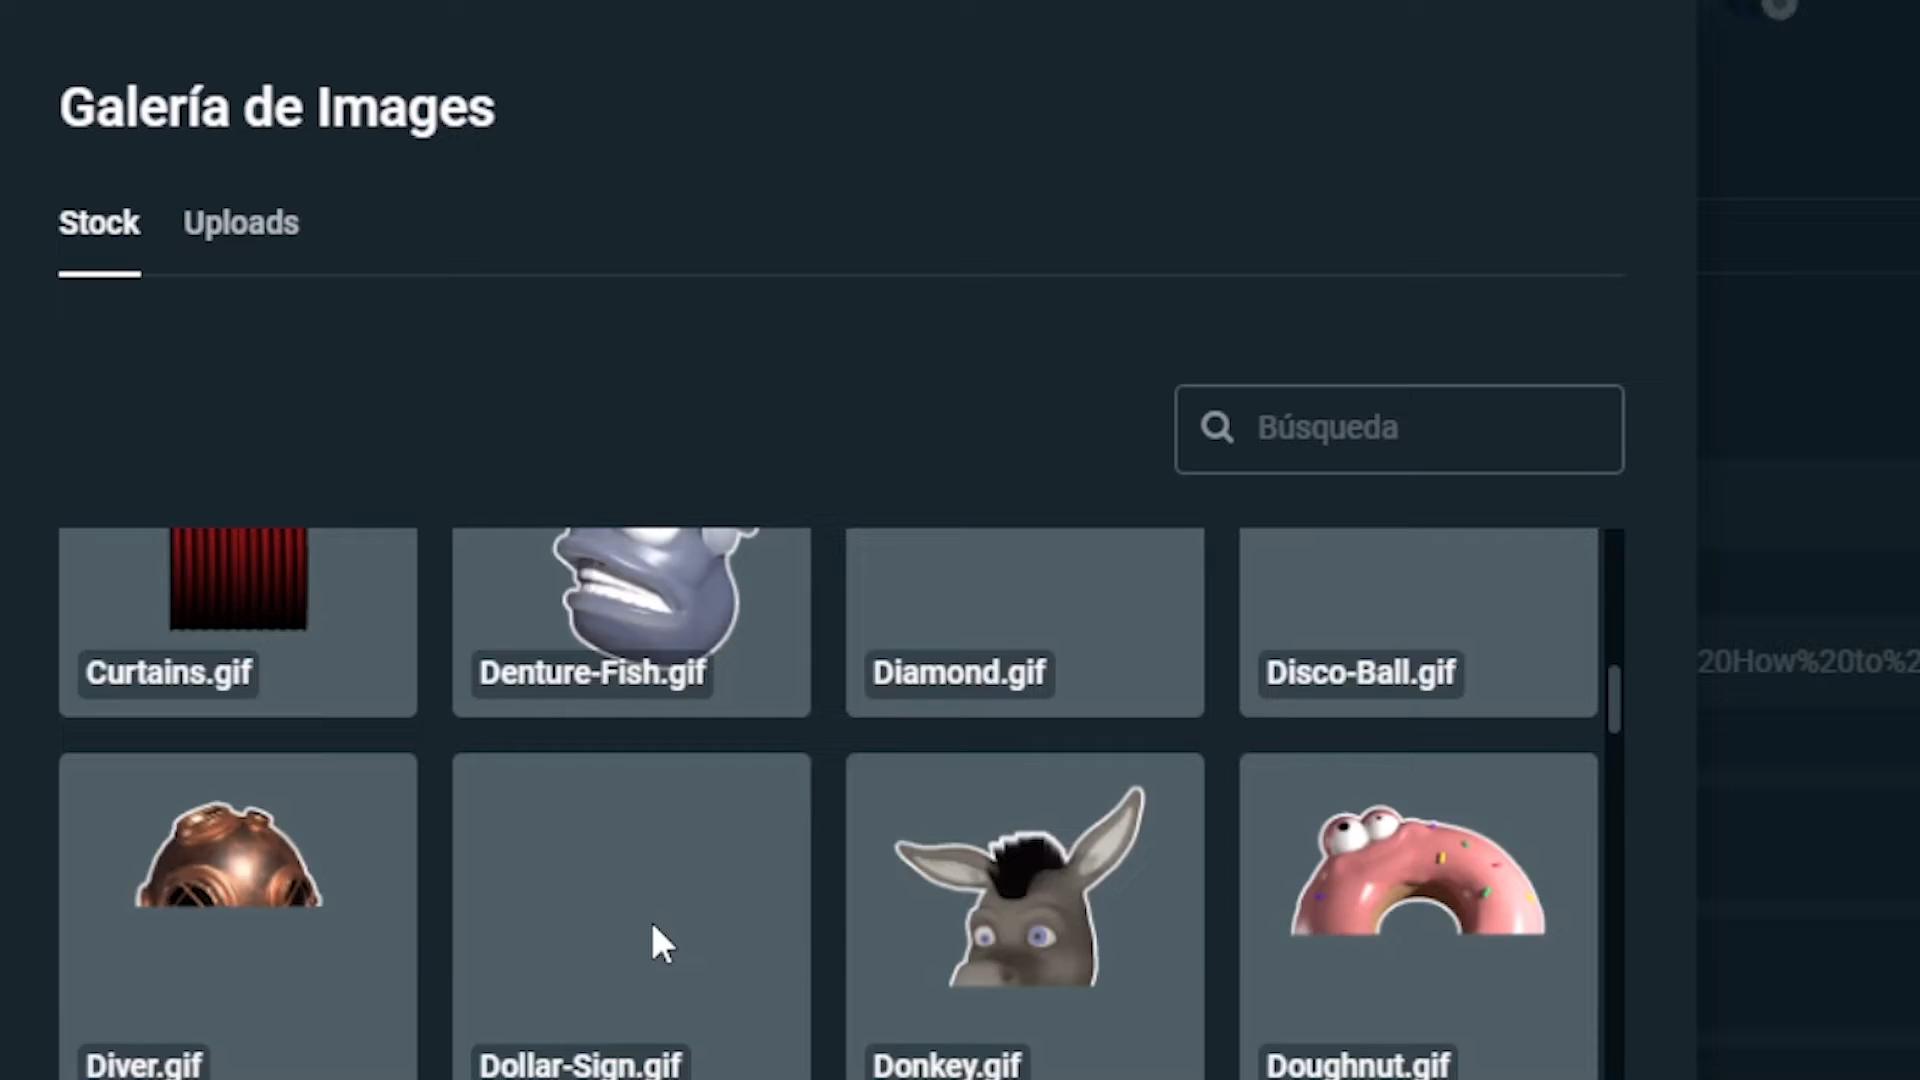 Galería de Images
Stock
Uploads
Búsqueda
20How%20to%2
Curtains.gif
Denture-Fish.gif
Diamond.gif
Disco-Ball.gif
Diver.gif
Dollar-Sign.gif
Donkey.gif
Doughnut.gif